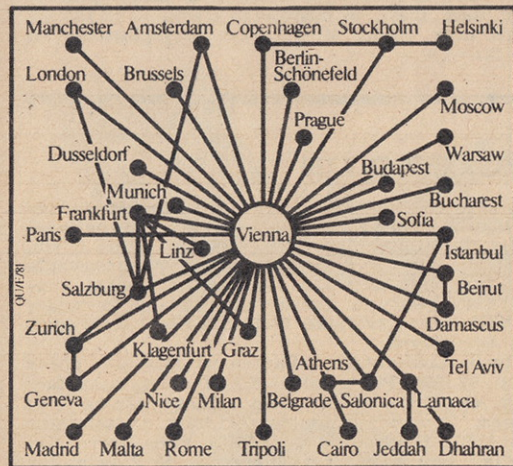 Manchester Amsterdam Copenhagen Stockholm Helsinki
London Brussels Berlin-
Schönefeld
Moscow
Prague
Warsaw
Dusseldorf Budapest
Munich Bucharest
Frankfurt Sofia
Paris Vienna
Linz Istanbul
Salzburg Beirut
QU/E/81
Zurich Damascus
Klagenfurt Graz Athens Tel Aviv
Geneva Nice Milan Belgrade Salonica Larnaca
Madrid Malta Rome Tripoli Cairo Jeddah Dhahran